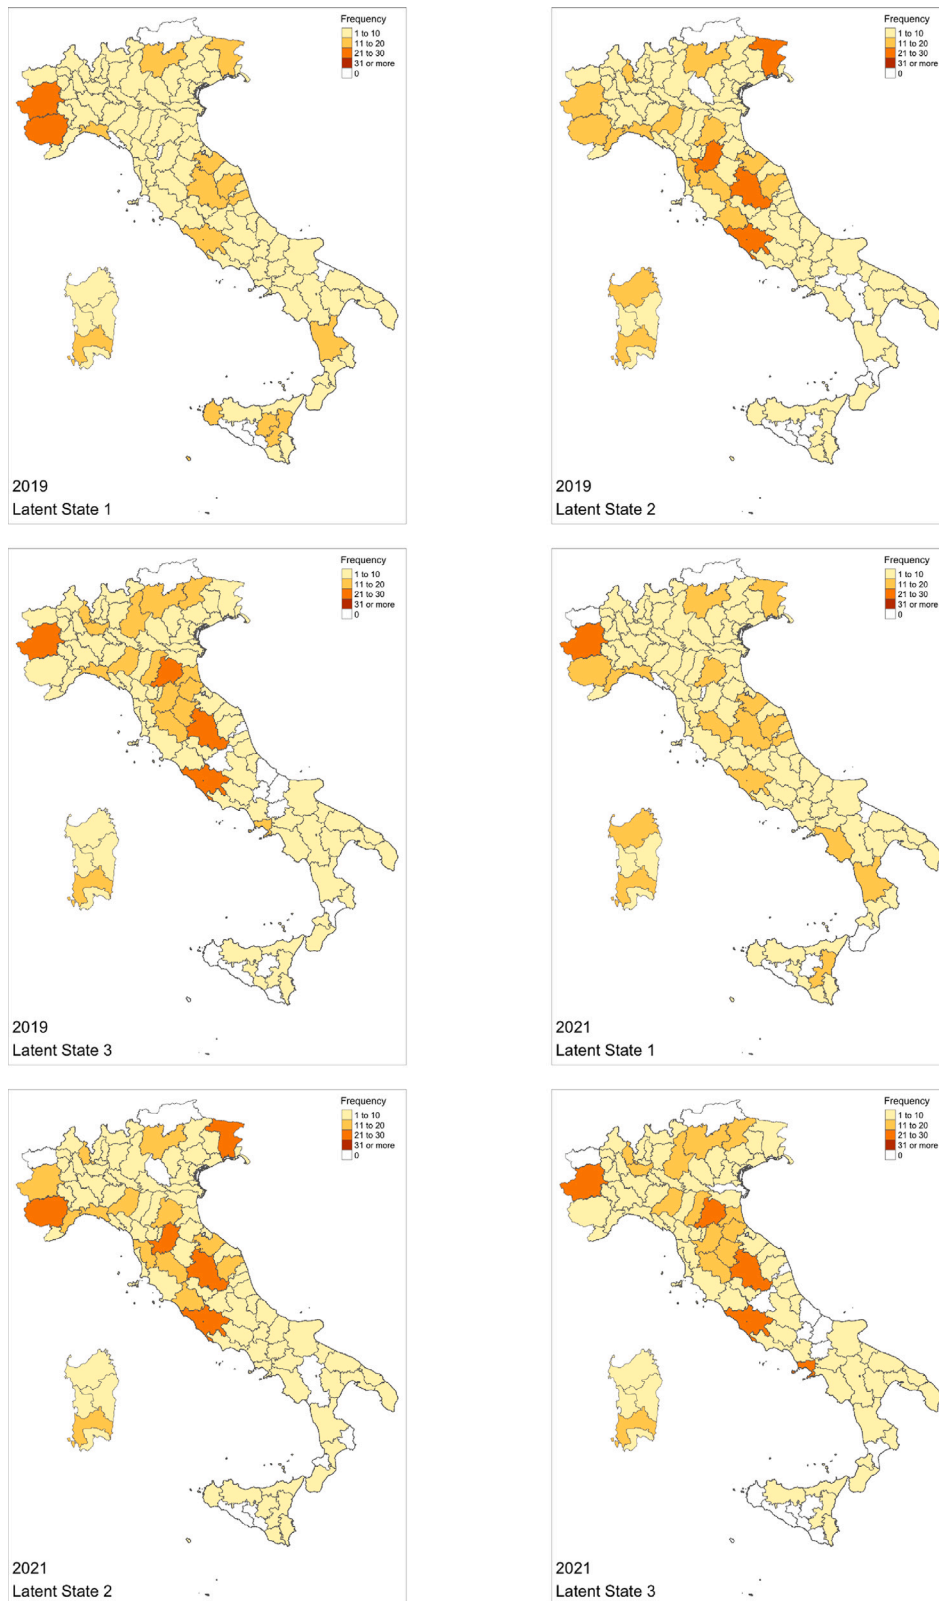 Frequency
1 to 10
11 to 20
21 to 30
31 or more
0
2019
Latent State 1
Frequency
1 to 10
11 to 20
21 to 30
31 or more
0
2019
Latent State 2
Frequency
1 to 10
11 to 20
21 to 30
31 or more
0
2019
Latent State 3
Frequency
1 to 10
11 to 20
21 to 30
31 or more
0
2021
Latent State 1
Frequency
1 to 10
11 to 20
21 to 30
31 or more
0
2021
Latent State 2
Frequency
1 to 10
11 to 20
21 to 30
31 or more
0
2021
Latent State 3